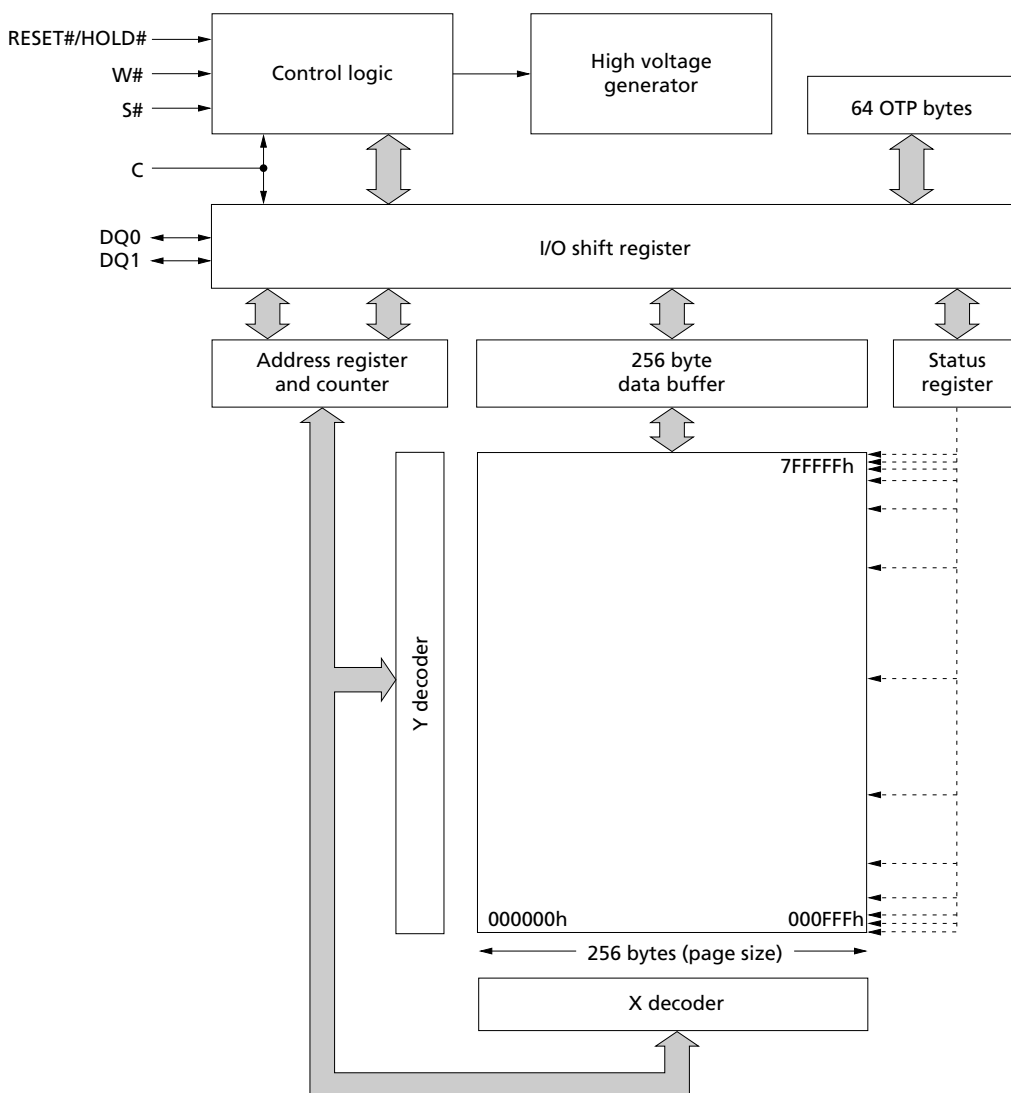 RESET#/HOLD#
W#
S#
C
Control logic
High voltage
generator
64 OTP bytes
DQ0
DQ1
I/O shift register
Address register
and counter
256 byte
data buffer
Status
register
7FFFFFh
Y decoder
000000h
000FFFh
256 bytes (page size)
X decoder